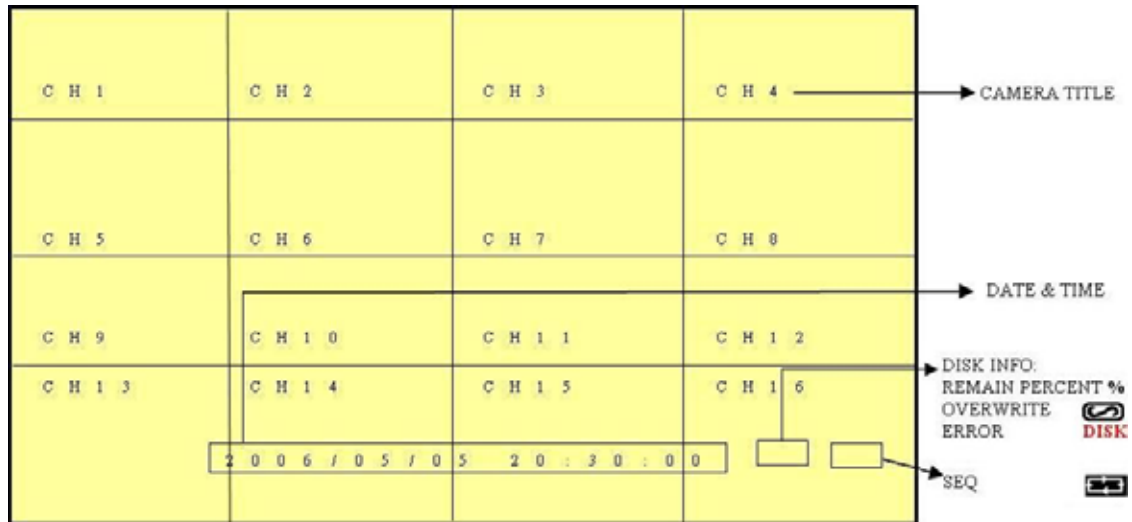 CH1 CH2 CH3 CH4
CAMERA TITLE
CH5 CH6 CH7 CH8
DATE & TIME
CH9 CH10 CH11 CH12
DISK INFO:
CH13 CH14 CH15 CH16
REMAIN PERCENT %
OVERWRITE
ERROR DISK
2006/05/05 20:30:00
SEQ